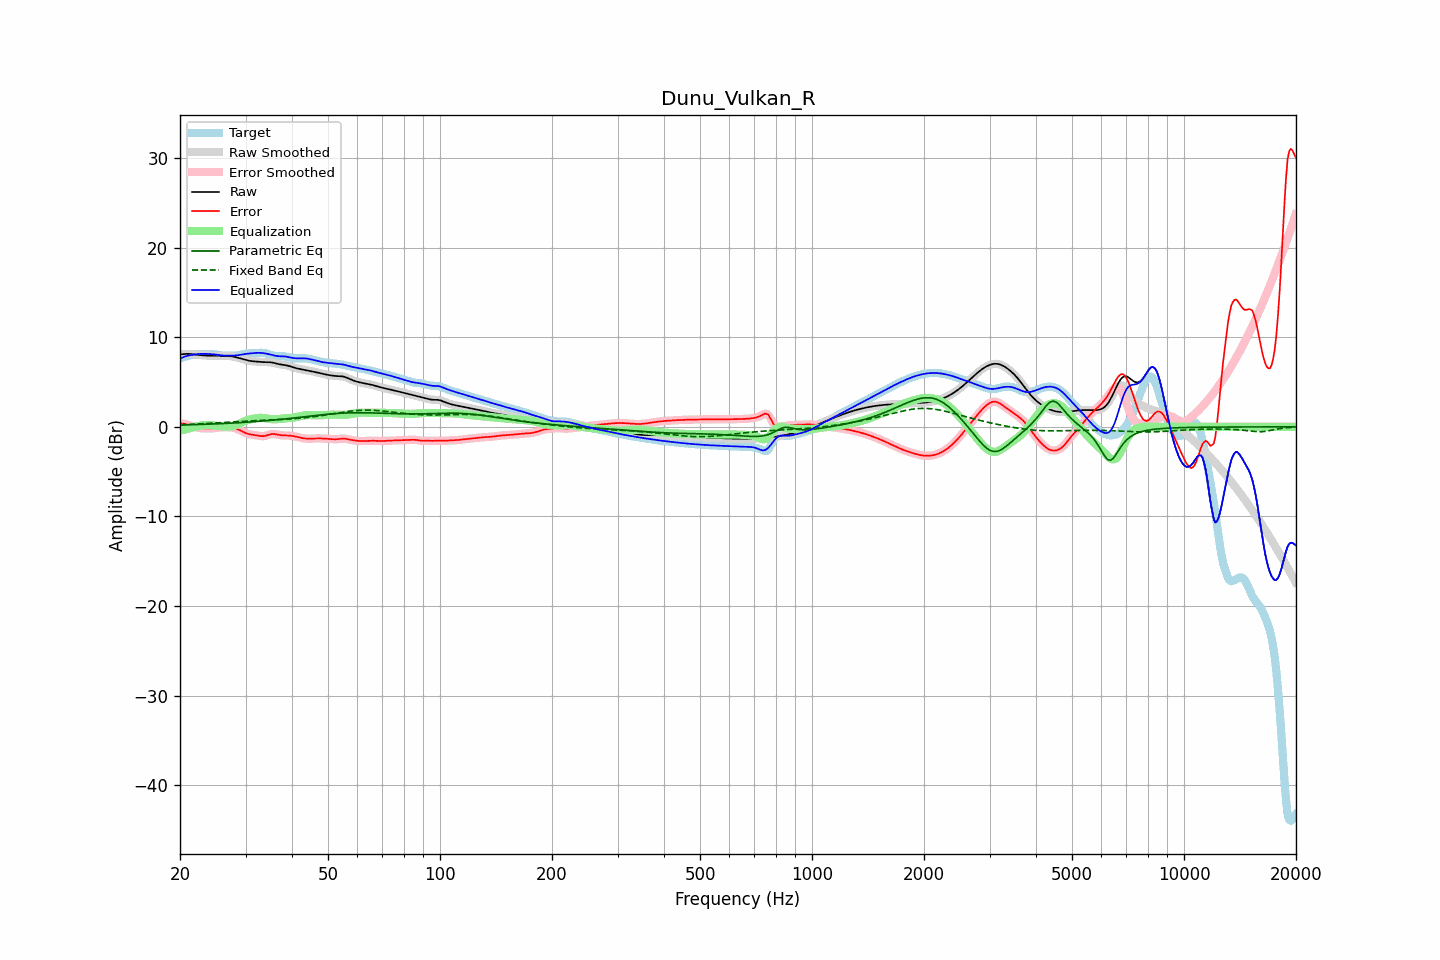 Dunu_Vulkan_R
Target
Raw Smoothed
Error Smoothed
Raw
Error
Equalization
Parametric Eq
Fixed Band Eq
Equalized
30
20
10
0
−10
−20
−30
−40
Amplitude (dBr)
20 50 100 200 500 1000 2000 5000 10000 20000
Frequency (Hz)